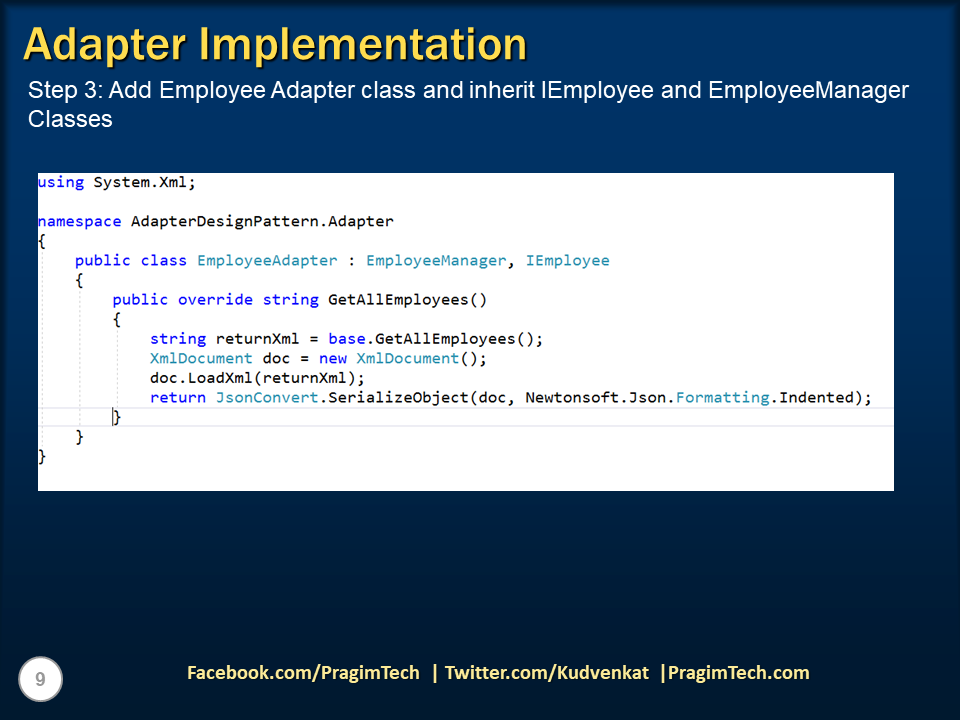 Adapter Implementation
Step 3: Add Employee Adapter class and inherit IEmployee and EmployeeManager
Classes
using System.Xml;
namespace AdapterDesignPattern.Adapter
{
public class EmployeeAdapter : EmployeeManager, IEmployee
{
public override string GetAllEmployees()
{
string returnXml = base.GetAllEmployees();
XmlDocument doc = new XmlDocument();
doc.LoadXml(returnXml);
return JsonConvert.SerializeObject(doc, Newtonsoft.Json.Formatting.Indented);
}
}
}
9
Facebook.com/PragimTech | Twitter.com/Kudvenkat |PragimTech.com